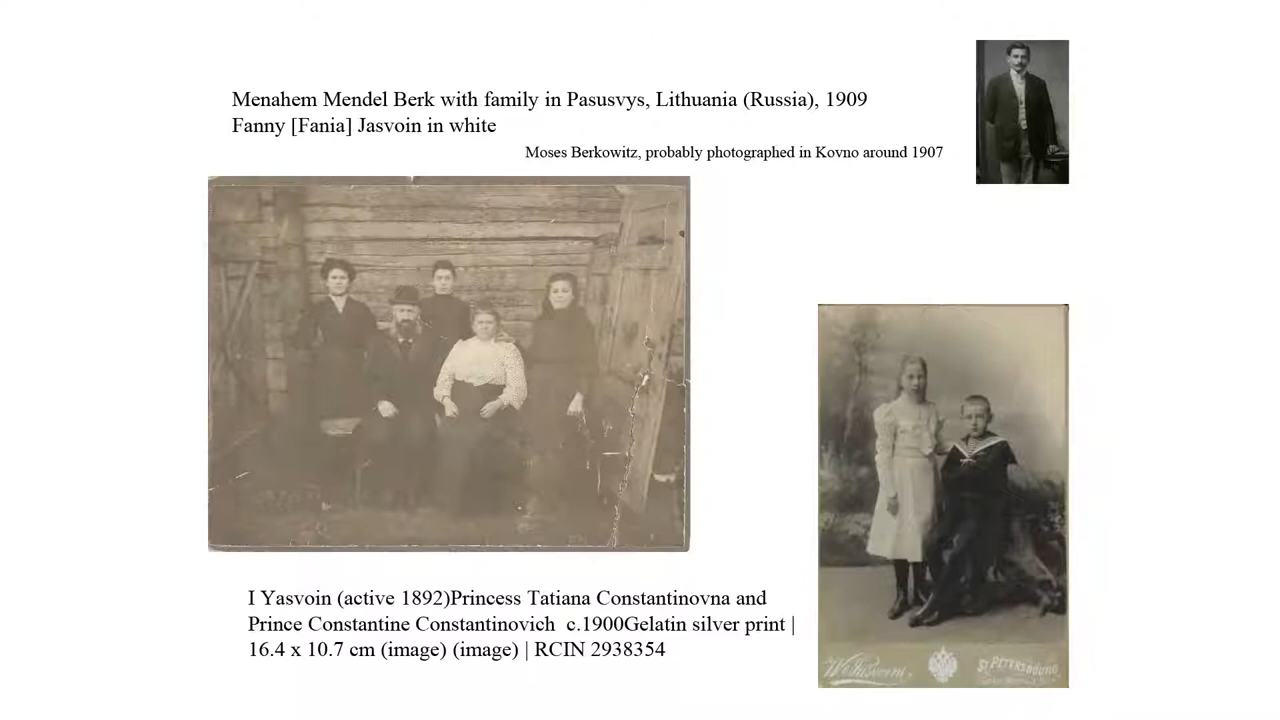 Menahem Mendel Berk with family in Pasusvys, Lithuania (Russia), 1909
Fanny [Fania] Jasvoin in white
Moses Berkowitz, probably photographed in Kovno around 1907
I Yasvoin (active 1892)Princess Tatiana Constantinovna and
Prince Constantine Constantinovich c.1900Gelatin silver print |
16.4 x 10.7 cm (image) (image) | RCIN 2938354
St PETERSBOURG